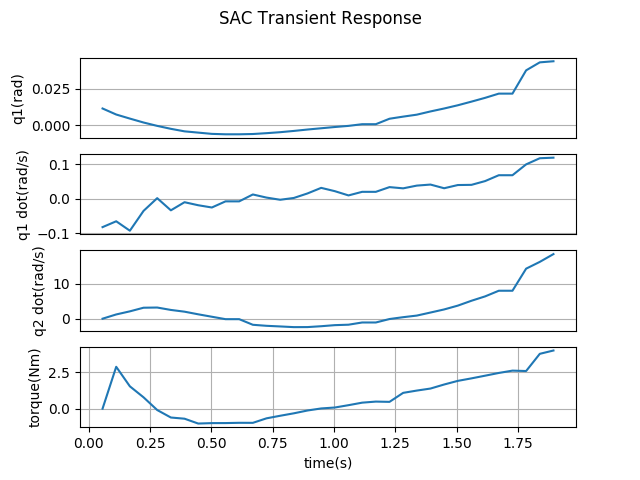 SAC Transient Response
q1(rad)
0.025
0.000
q1 dot(rad/s)
0.1
0.0
−0.1
q2 dot(rad/s)
10
0
torque(Nm)
2.5
0.0
0.00 0.25 0.50 0.75 1.00 1.25 1.50 1.75
time(s)